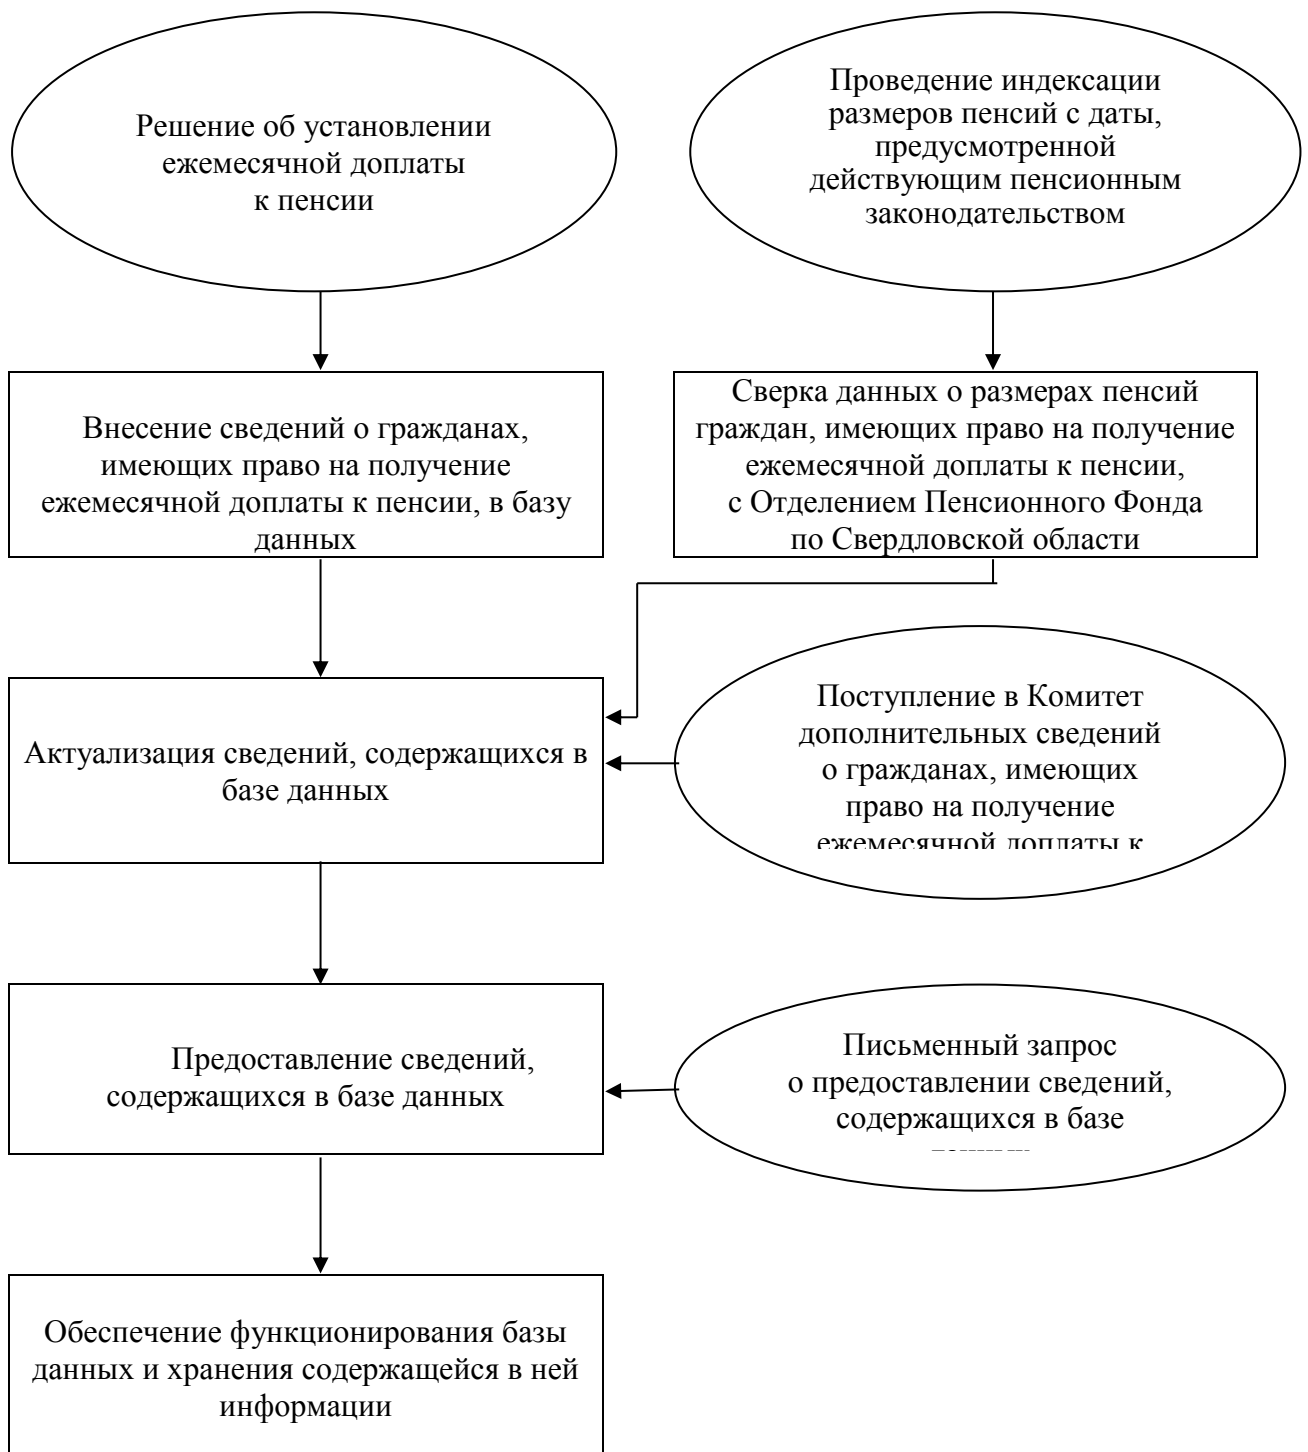 Решение об установлении
ежемесячной доплаты
к пенсии
Проведение индексации
размеров пенсий с даты,
предусмотренной
действующим пенсионным
законодательством
Внесение сведений о гражданах,
имеющих право на получение
ежемесячной доплаты к пенсии, в базу
данных
Сверка данных о размерах пенсий
граждан, имеющих право на получение
ежемесячной доплаты к пенсии,
с Отделением Пенсионного Фонда
по Свердловской области
Актуализация сведений, содержащихся в
базе данных
Поступление в Комитет
дополнительных сведений
о гражданах, имеющих
право на получение
ежемесячной доплаты к
Предоставление сведений,
содержащихся в базе данных
Письменный запрос
о предоставлении сведений,
содержащихся в базе
Обеспечение функционирования базы
данных и хранения содержащейся в ней
информации